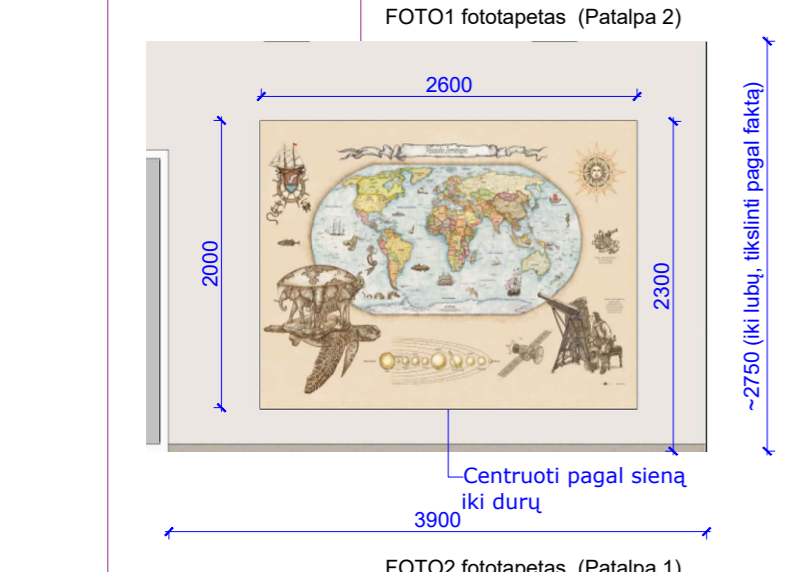 FOTO1 fototapetas (Patalpa 2)
2600
2000
2300
~2750 (iki lubų, tikslinti pagal faktą)
Centruoti pagal sieną
iki durų
3900
FOTO2 fototapetas (Patalpa 1)